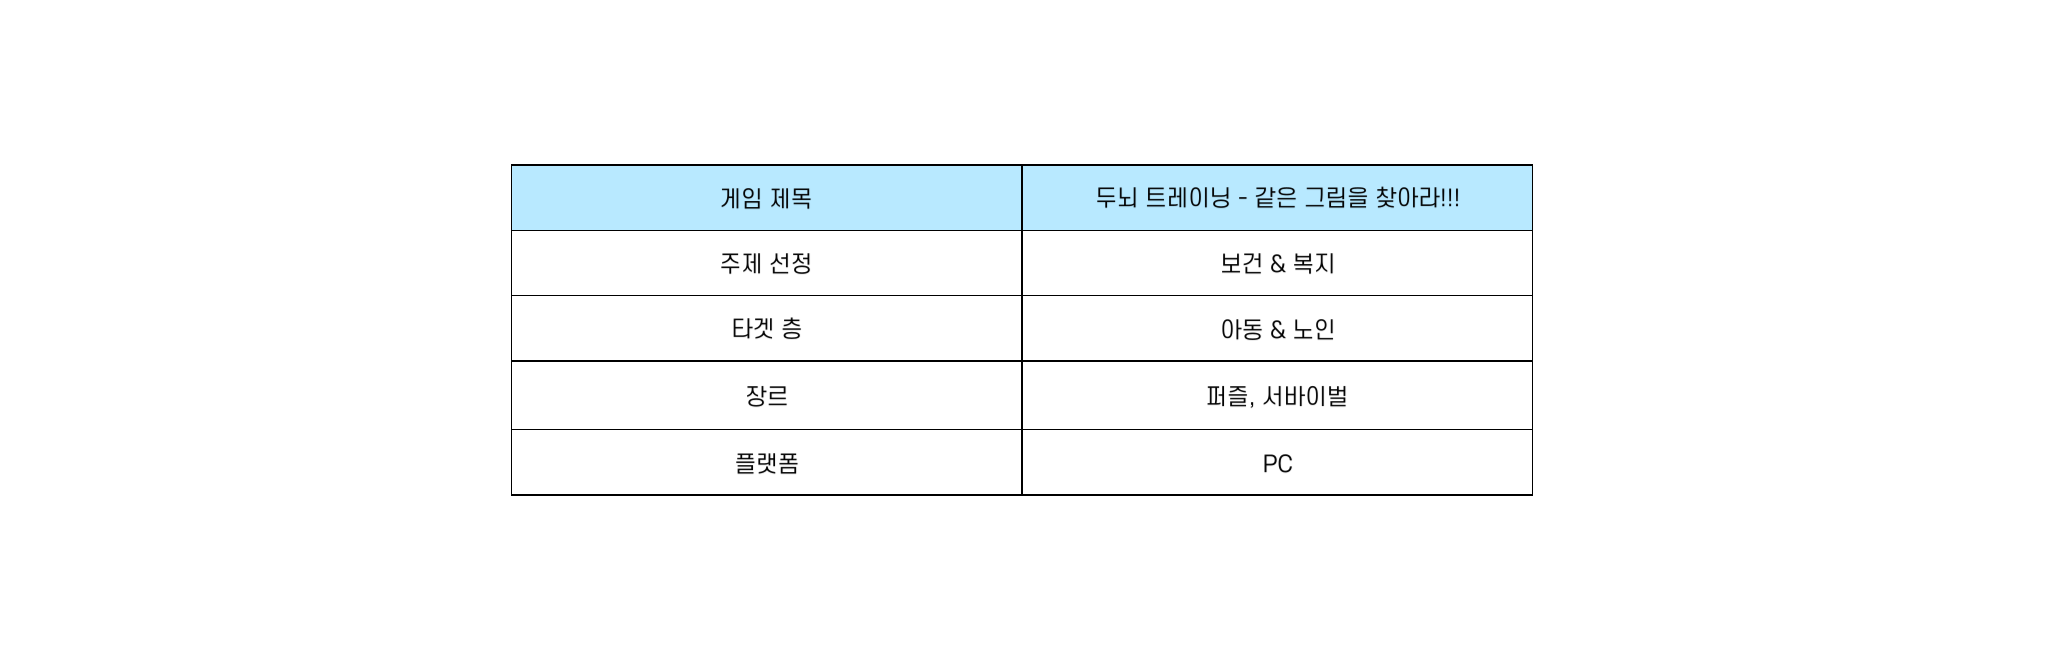 게임 제목 두뇌 트레이닝 - 같은 그림을 찾아라!!!
주제 선정 보건 & 복지
타겟 층 아동 & 노인
장르 퍼즐, 서바이벌
플랫폼 PC